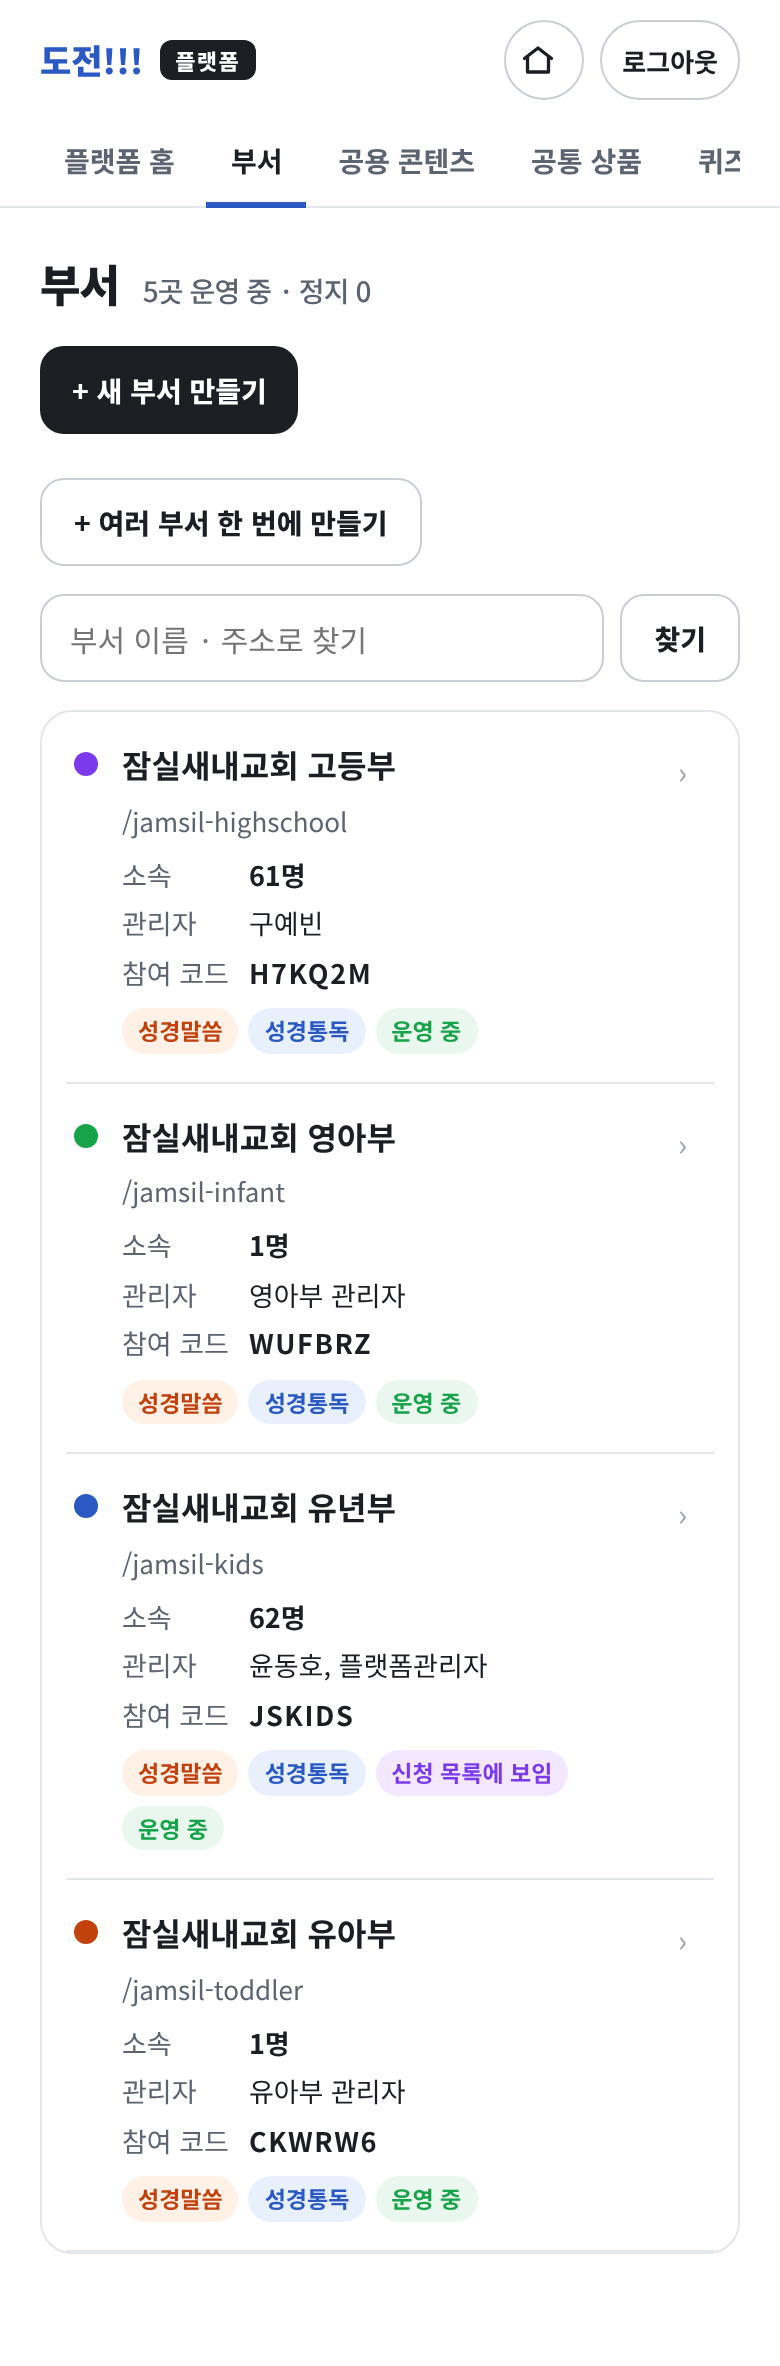 도전!!! 플랫폼 로그아웃
플랫폼 홈 부서 공용 콘텐츠 공통 상품 퀴즈
부서 5곳 운영 중 · 정지 0
+ 새 부서 만들기
+ 여러 부서 한 번에 만들기
부서 이름 · 주소로 찾기 찾기
잠실새내교회 고등부 ›
/jamsil-highschool
소속 61명
관리자 구예빈
참여 코드 H7KQ2M
성경말씀 성경통독 운영 중
잠실새내교회 영아부 ›
/jamsil-infant
소속 1명
관리자 영아부 관리자
참여 코드 WUFBRZ
성경말씀 성경통독 운영 중
잠실새내교회 유년부 ›
/jamsil-kids
소속 62명
관리자 윤동호, 플랫폼관리자
참여 코드 JSKIDS
성경말씀 성경통독 신청 목록에 보임
운영 중
잠실새내교회 유아부 ›
/jamsil-toddler
소속 1명
관리자 유아부 관리자
참여 코드 CKWRW6
성경말씀 성경통독 운영 중